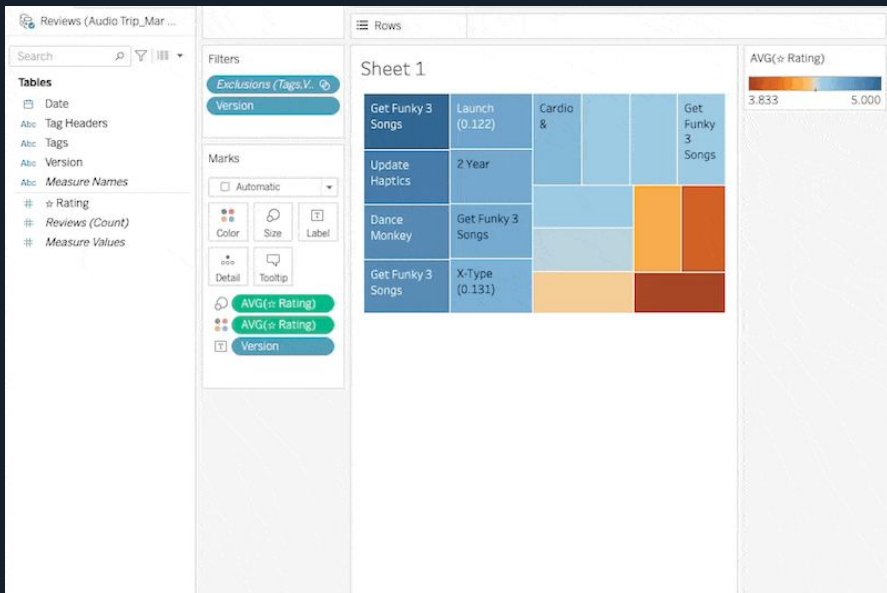 Reviews (Audio Trip_Mar ...
Search
Tables
Date
Abc Tag Headers
Abc Tags
Abc Version
Abc Measure Names
# ☆ Rating
# Reviews (Count)
# Measure Values
Filters
Exclusions (Tags,V..
Version
Marks
Automatic
Color
Size
T
Label
Detail
Tooltip
AVG(☆ Rating)
AVG(☆ Rating)
T Version
Rows
Sheet 1
Get Funky 3
Songs
Update
Haptics
Dance
Monkey
Get Funky 3
Songs
Launch
(0.122)
2 Year
Get Funky 3
Songs
X-Type
(0.131)
Cardio
&
Get
Funky
3
Songs
AVG(☆ Rating)
3.833 5.000